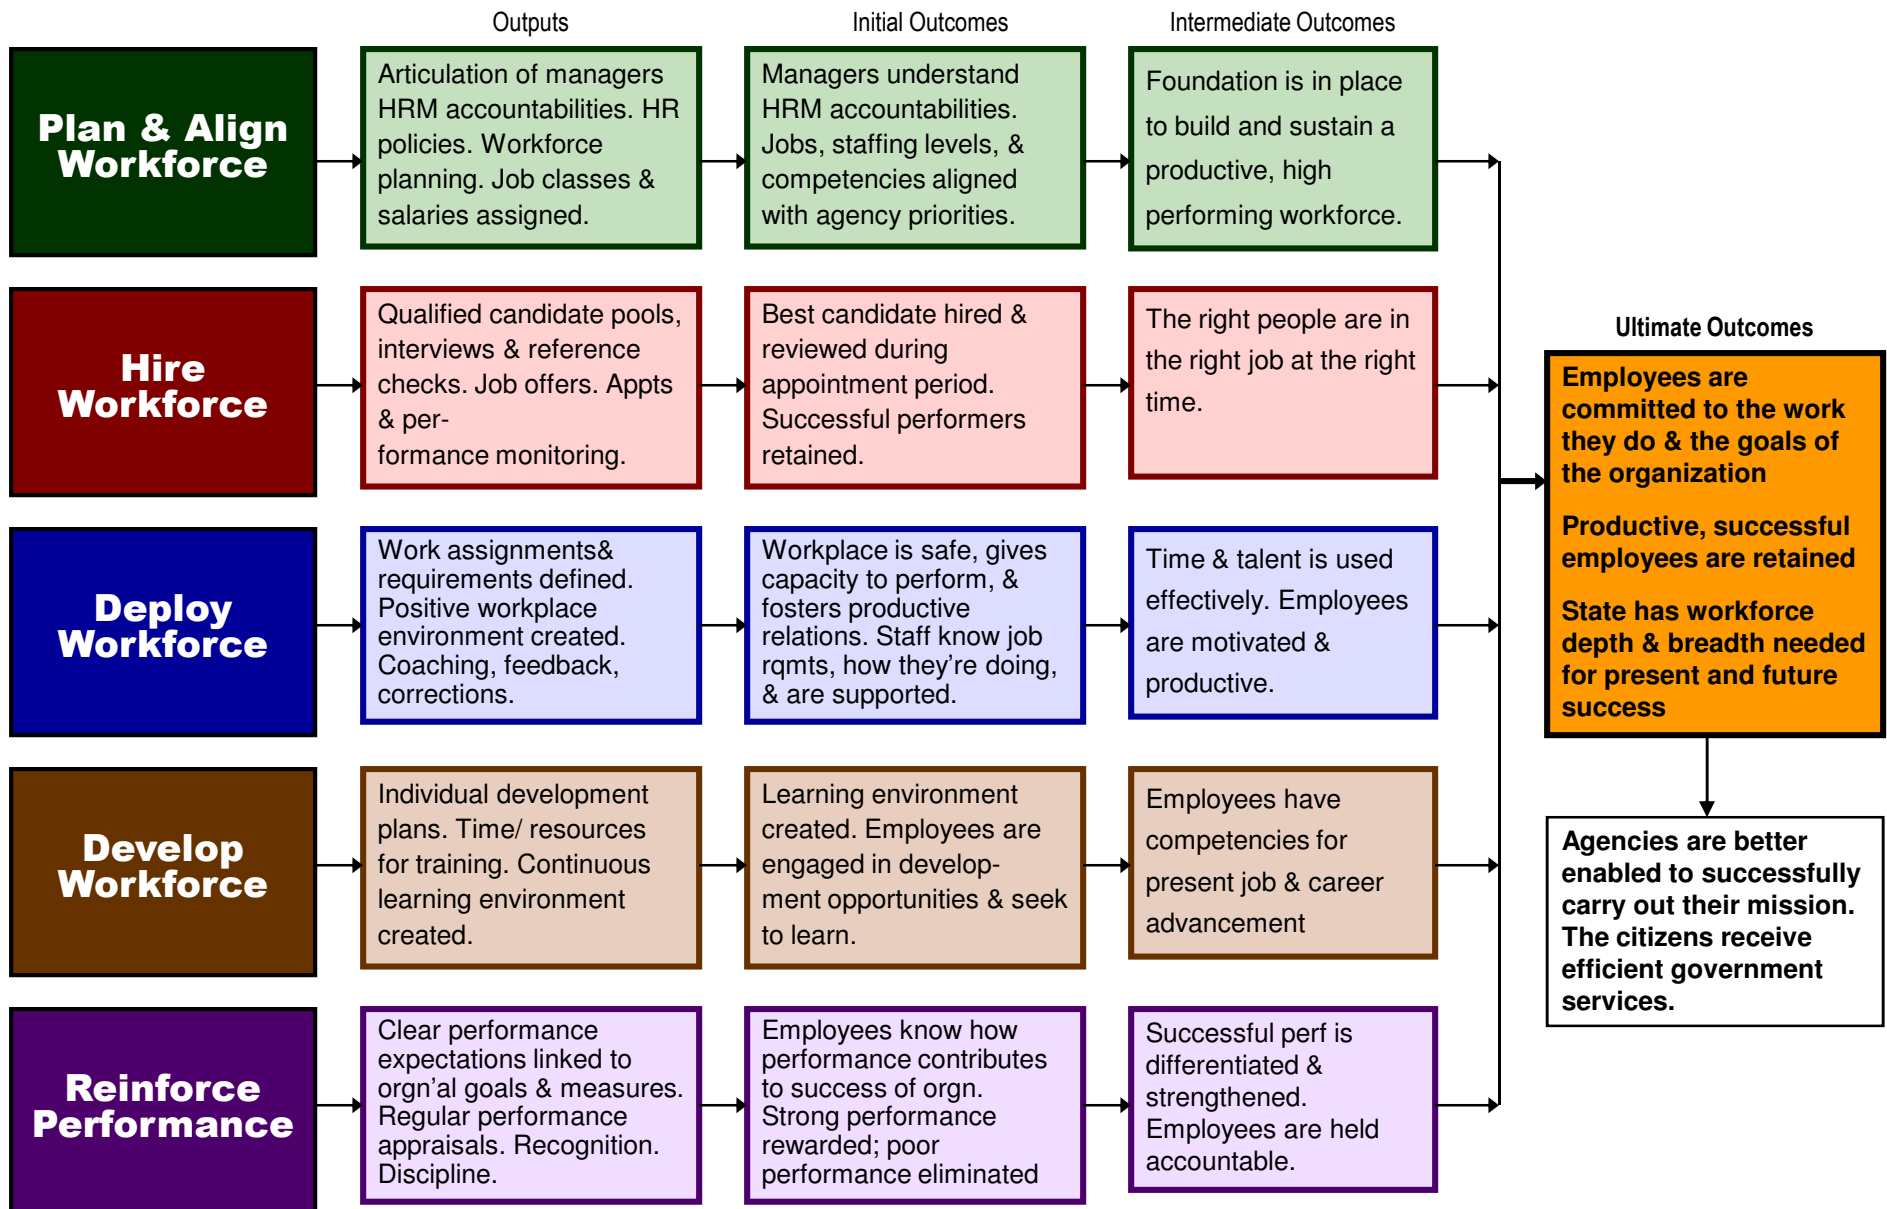 Outputs
Initial Outcomes
Intermediate Outcomes
Plan & Align
Workforce
Articulation of managers
HRM accountabilities. HR
policies. Workforce
planning. Job classes &
salaries assigned.
Managers understand
HRM accountabilities.
Jobs, staffing levels, &
competencies aligned
with agency priorities.
Foundation is in place
to build and sustain a
productive, high
performing workforce.
Hire
Workforce
Qualified candidate pools,
interviews & reference
checks. Job offers. Appts
& per-
formance monitoring.
Best candidate hired &
reviewed during
appointment period.
Successful performers
retained.
The right people are in
the right job at the right
time.
Deploy
Workforce
Work assignments&
requirements defined.
Positive workplace
environment created.
Coaching, feedback,
corrections.
Workplace is safe, gives
capacity to perform, &
fosters productive
relations. Staff know job
rqmts, how they’re doing,
& are supported.
Time & talent is used
effectively. Employees
are motivated &
productive.
Develop
Workforce
Individual development
plans. Time/ resources
for training. Continuous
learning environment
created.
Learning environment
created. Employees are
engaged in develop-
ment opportunities & seek
to learn.
Employees have
competencies for
present job & career
advancement
Reinforce
Performance
Clear performance
expectations linked to
orgn’al goals & measures.
Regular performance
appraisals. Recognition.
Discipline.
Employees know how
performance contributes
to success of orgn.
Strong performance
rewarded; poor
performance eliminated
Successful perf is
differentiated &
strengthened.
Employees are held
accountable.
Ultimate Outcomes
Employees are
committed to the work
they do & the goals of
the organization
Productive, successful
employees are retained
State has workforce
depth & breadth needed
for present and future
success
Agencies are better
enabled to successfully
carry out their mission.
The citizens receive
efficient government
services.